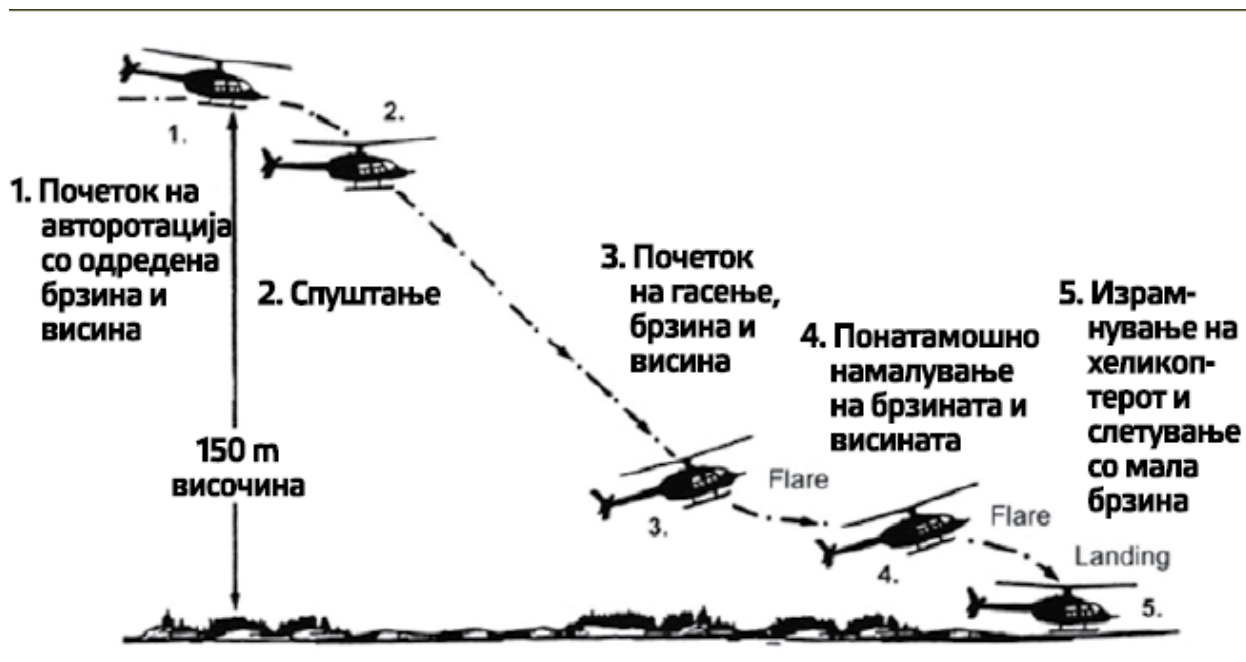 1.
2.
1. Почеток на
авторотација
со одредена
брзина и
висина
2. Спуштање
150 m
височина
3. Почеток
на гасење,
брзина и
висина
4. Понатамошно
намалување
на брзината и
висината
5. Израм-
нување на
хеликоп-
терот и
слетување
со мала
брзина
Flare
3.
Flare
4.
Landing
5.